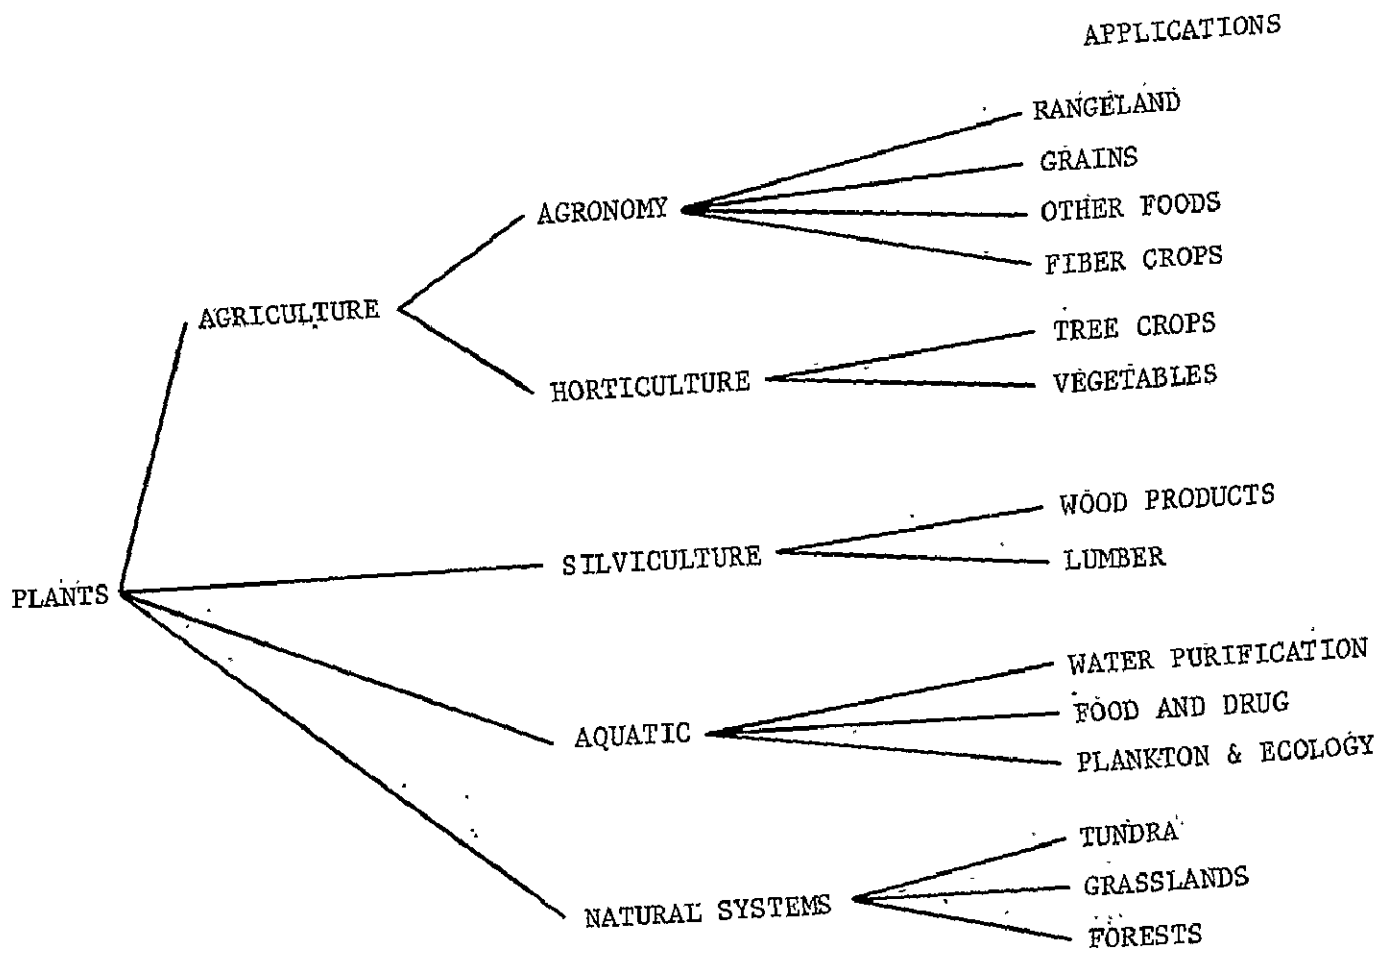 APPLICATIONS
RANGELAND
GRAINS
AGRONOMY
OTHER FOODS
FIBER CROPS
AGRICULTURE
TREE CROPS
HORTICULTURE
VEGETABLES
WOOD PRODUCTS
SILVICULTURE
LUMBER
PLANTS
WATER PURIFICATION
FOOD AND DRUG
AQUATIC
PLANKTON & ECOLOGY
TUNDRA
GRASSLANDS
NATURAL SYSTEMS
FORESTS